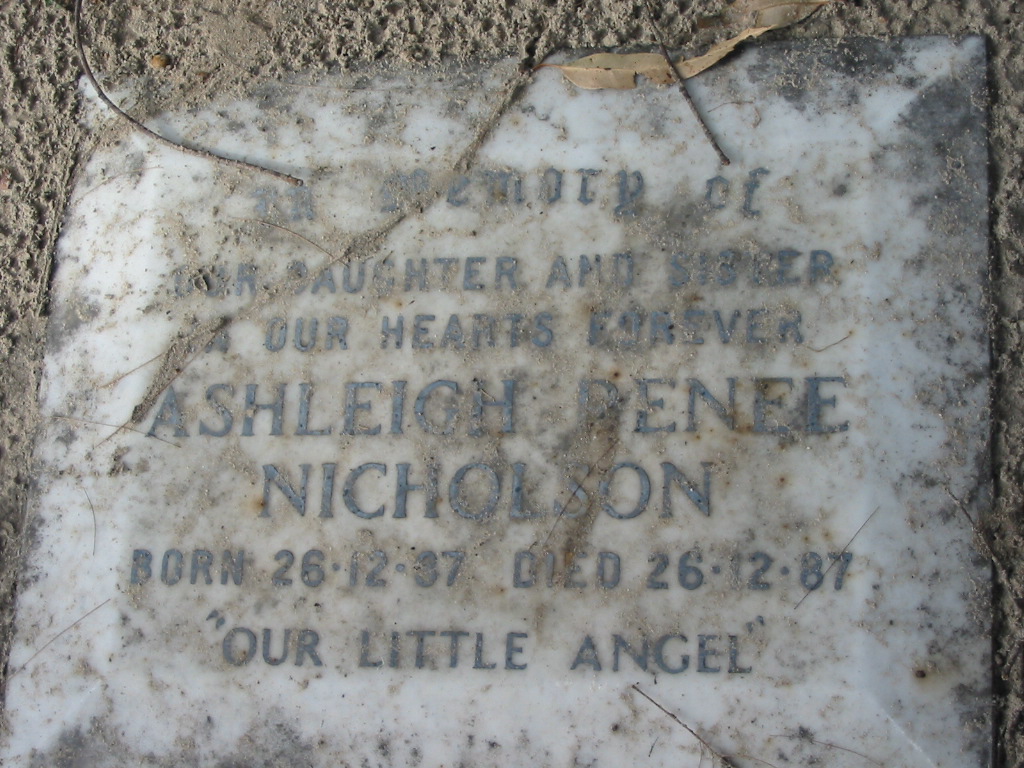 In Memory of
OUR DAUGHTER AND SISTER
IN OUR HEARTS FOREVER
ASHLEIGH RENEE
NICHOLSON
BORN 26·12·87 DIED 26·12·87
"OUR LITTLE ANGEL"